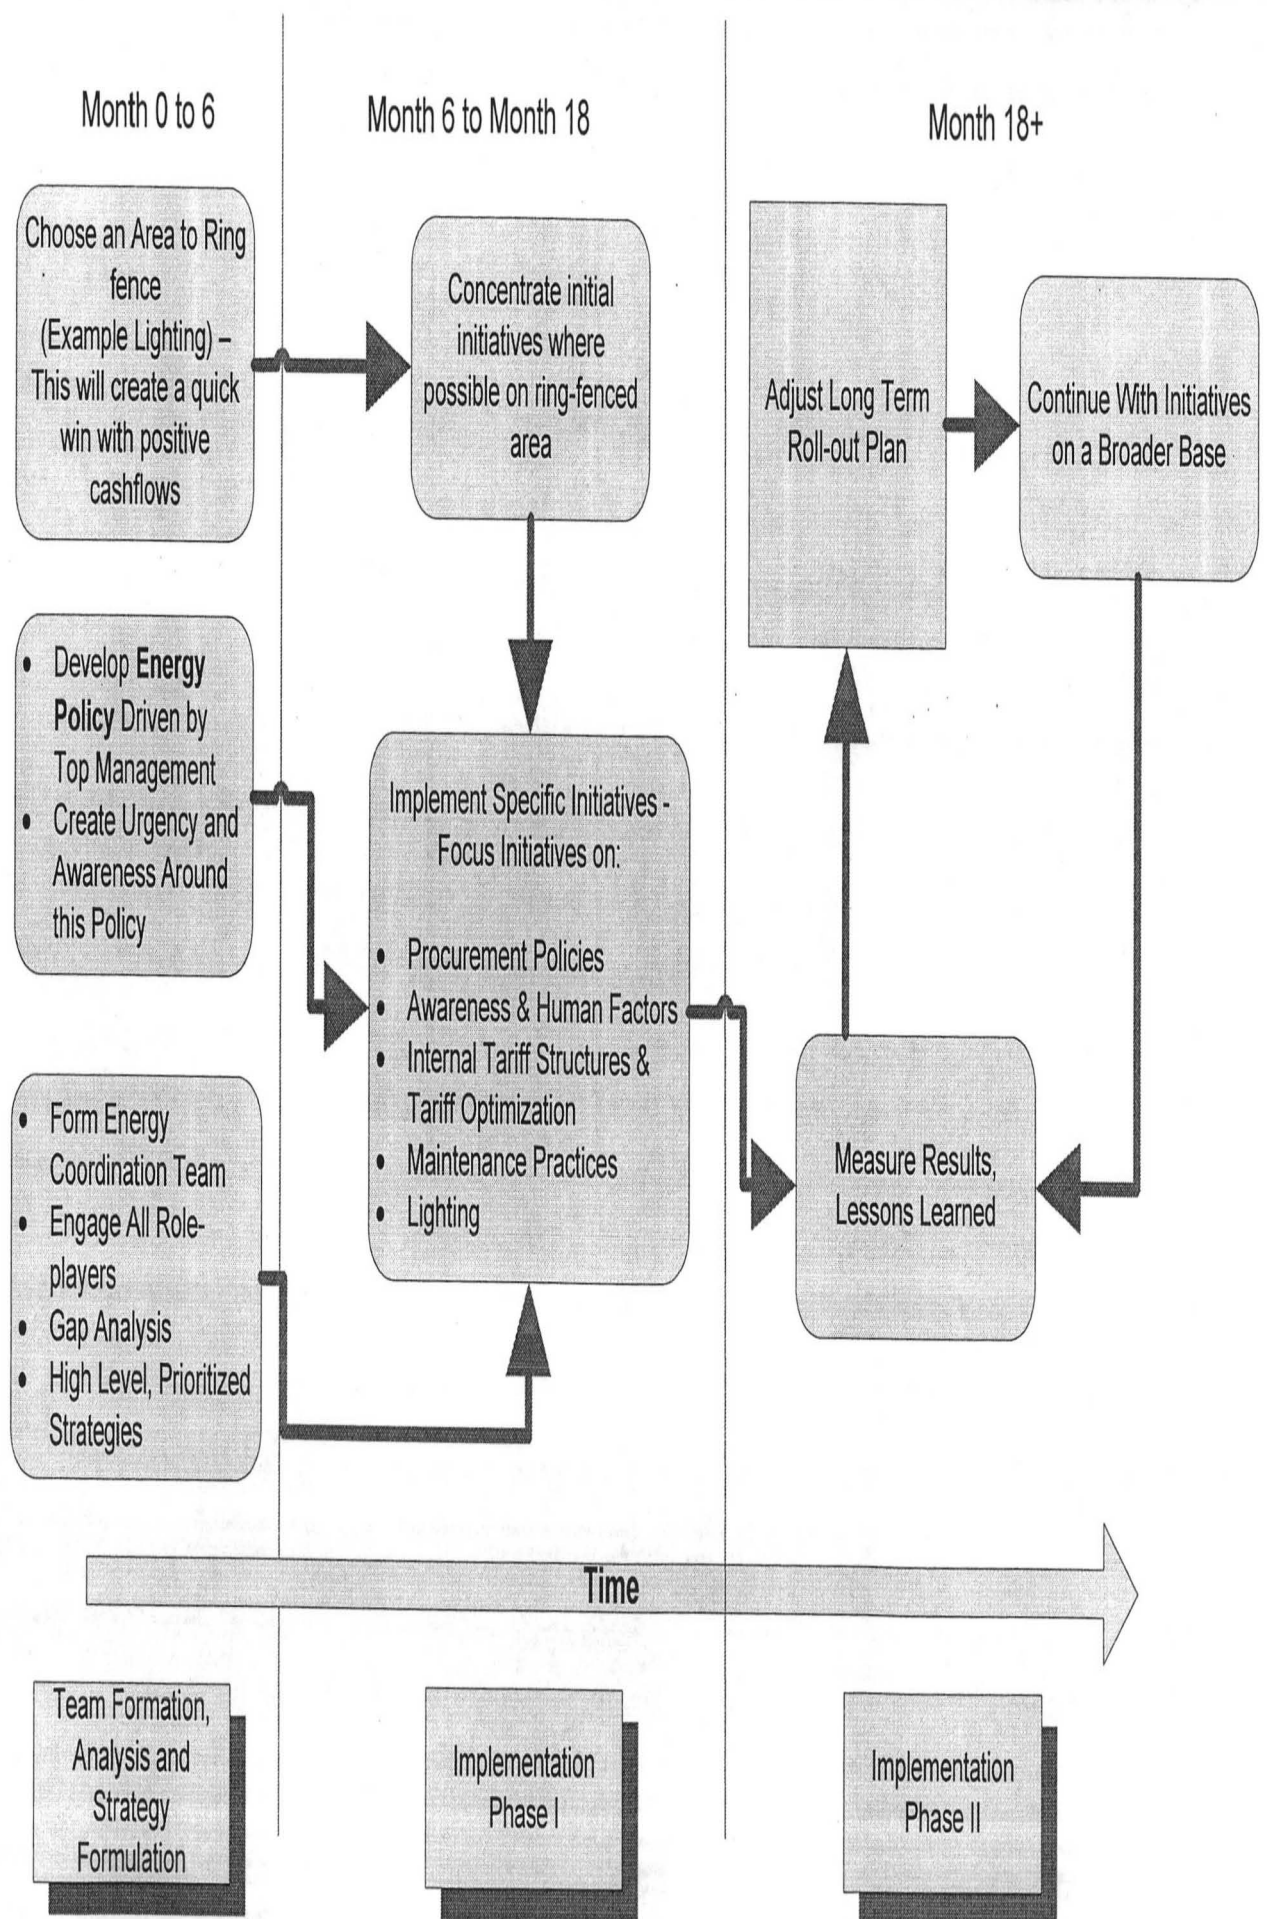 Month 0 to 6
Month 6 to Month 18
Month 18+
Choose an Area to Ring
fence
(Example Lighting) –
This will create a quick
win with positive
cashflows
Concentrate initial
initiatives where
possible on ring-fenced
area
Adjust Long Term
Roll-out Plan
Continue With Initiatives
on a Broader Base
• Develop Energy
Policy Driven by
Top Management
• Create Urgency and
Awareness Around
this Policy
Implement Specific Initiatives -
Focus Initiatives on:
• Procurement Policies
• Awareness & Human Factors
• Internal Tariff Structures &
Tariff Optimization
• Maintenance Practices
• Lighting
Measure Results,
Lessons Learned
• Form Energy
Coordination Team
• Engage All Role-
players
• Gap Analysis
• High Level, Prioritized
Strategies
Time
Team Formation,
Analysis and
Strategy
Formulation
Implementation
Phase I
Implementation
Phase II